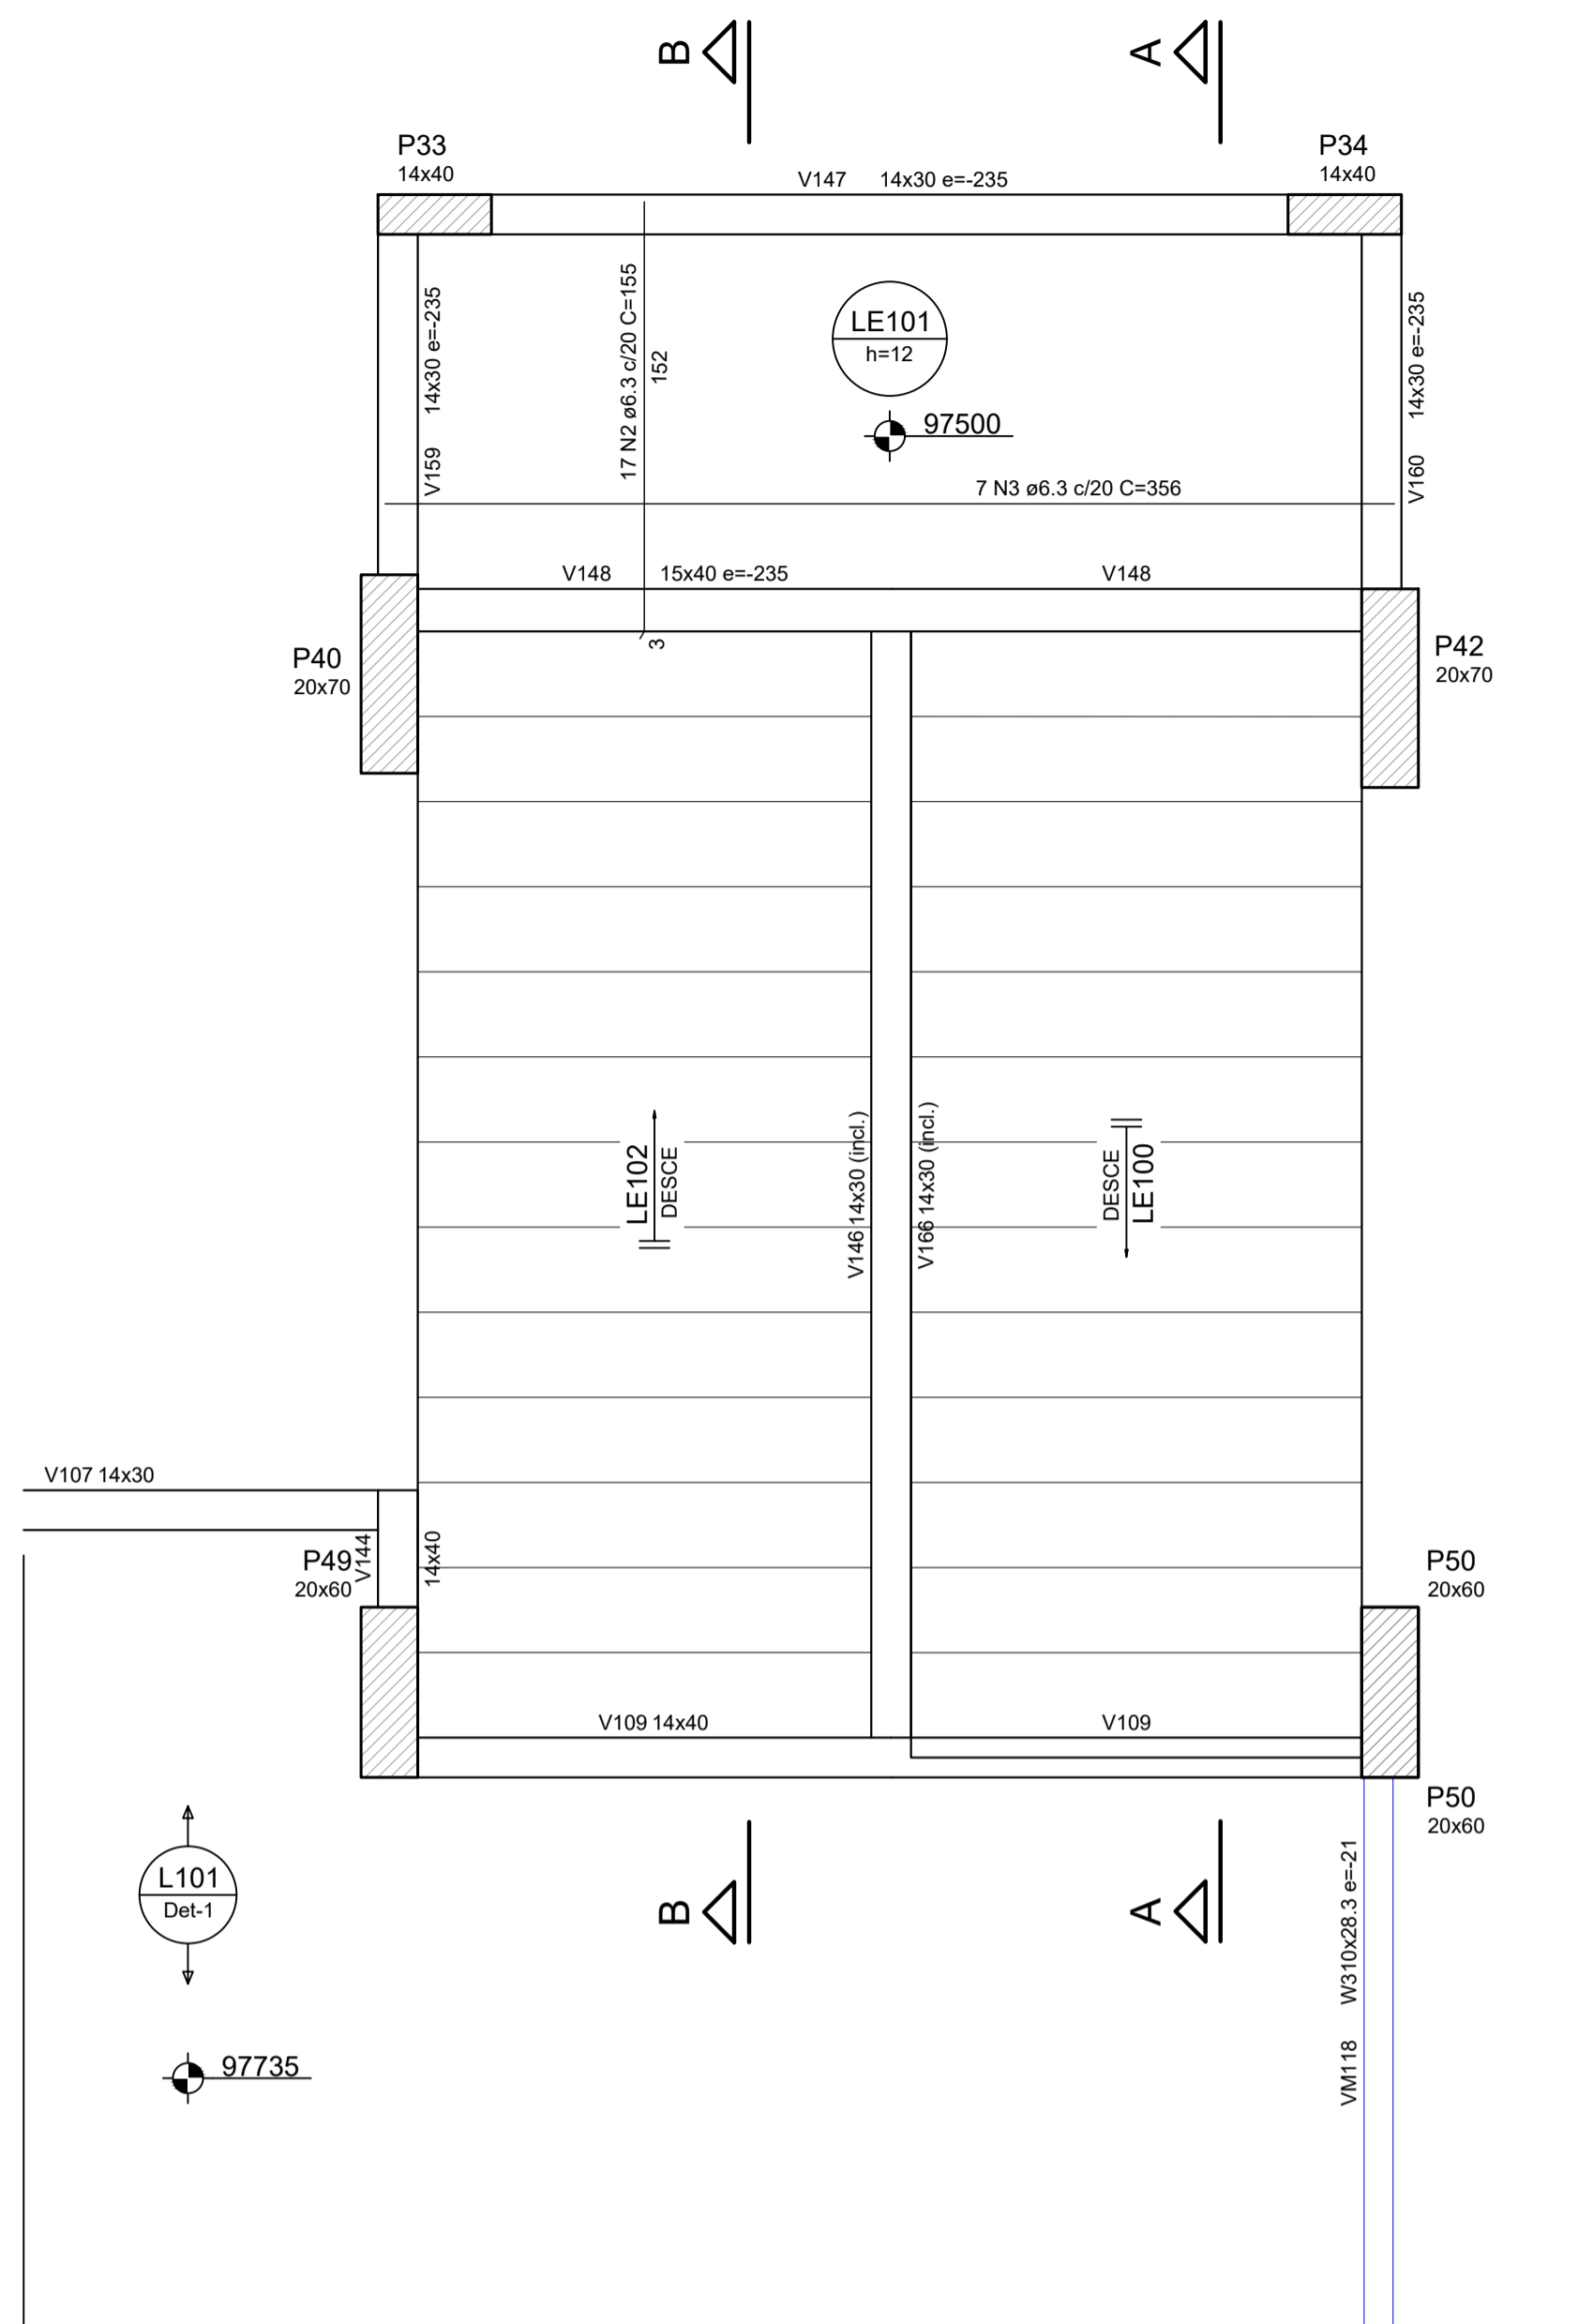 B
A
P33
14x40
P34
14x40
V147 14x30 e=-235
17 N2 ø6.3 c/20 C=155
152
3
V159 14x30 e=-235
LE101
h=12
97500
V160 14x30 e=-235
7 N3 ø6.3 c/20 C=356
V148 15x40 e=-235
V148
P40
20x70
P42
20x70
LE102
DESCE
V146 14x30 (incl.)
V166 14x30 (incl.)
DESCE
LE100
V107 14x30
P49
20x60
V144
14x40
P50
20x60
V109 14x40
V109
P50
20x60
B
A
L101
Det-1
97735
VM118 W310x28.3 e=-21